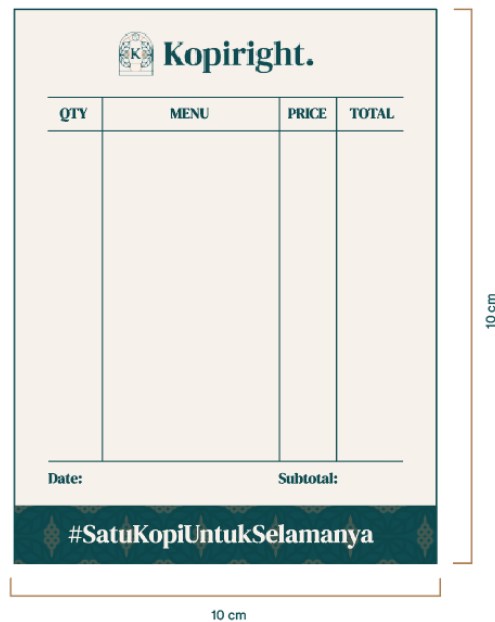 K
Kopiright.
QTY MENU PRICE TOTAL
Date: Subtotal:
#SatuKopiUntukSelamanya
10 cm
10 cm